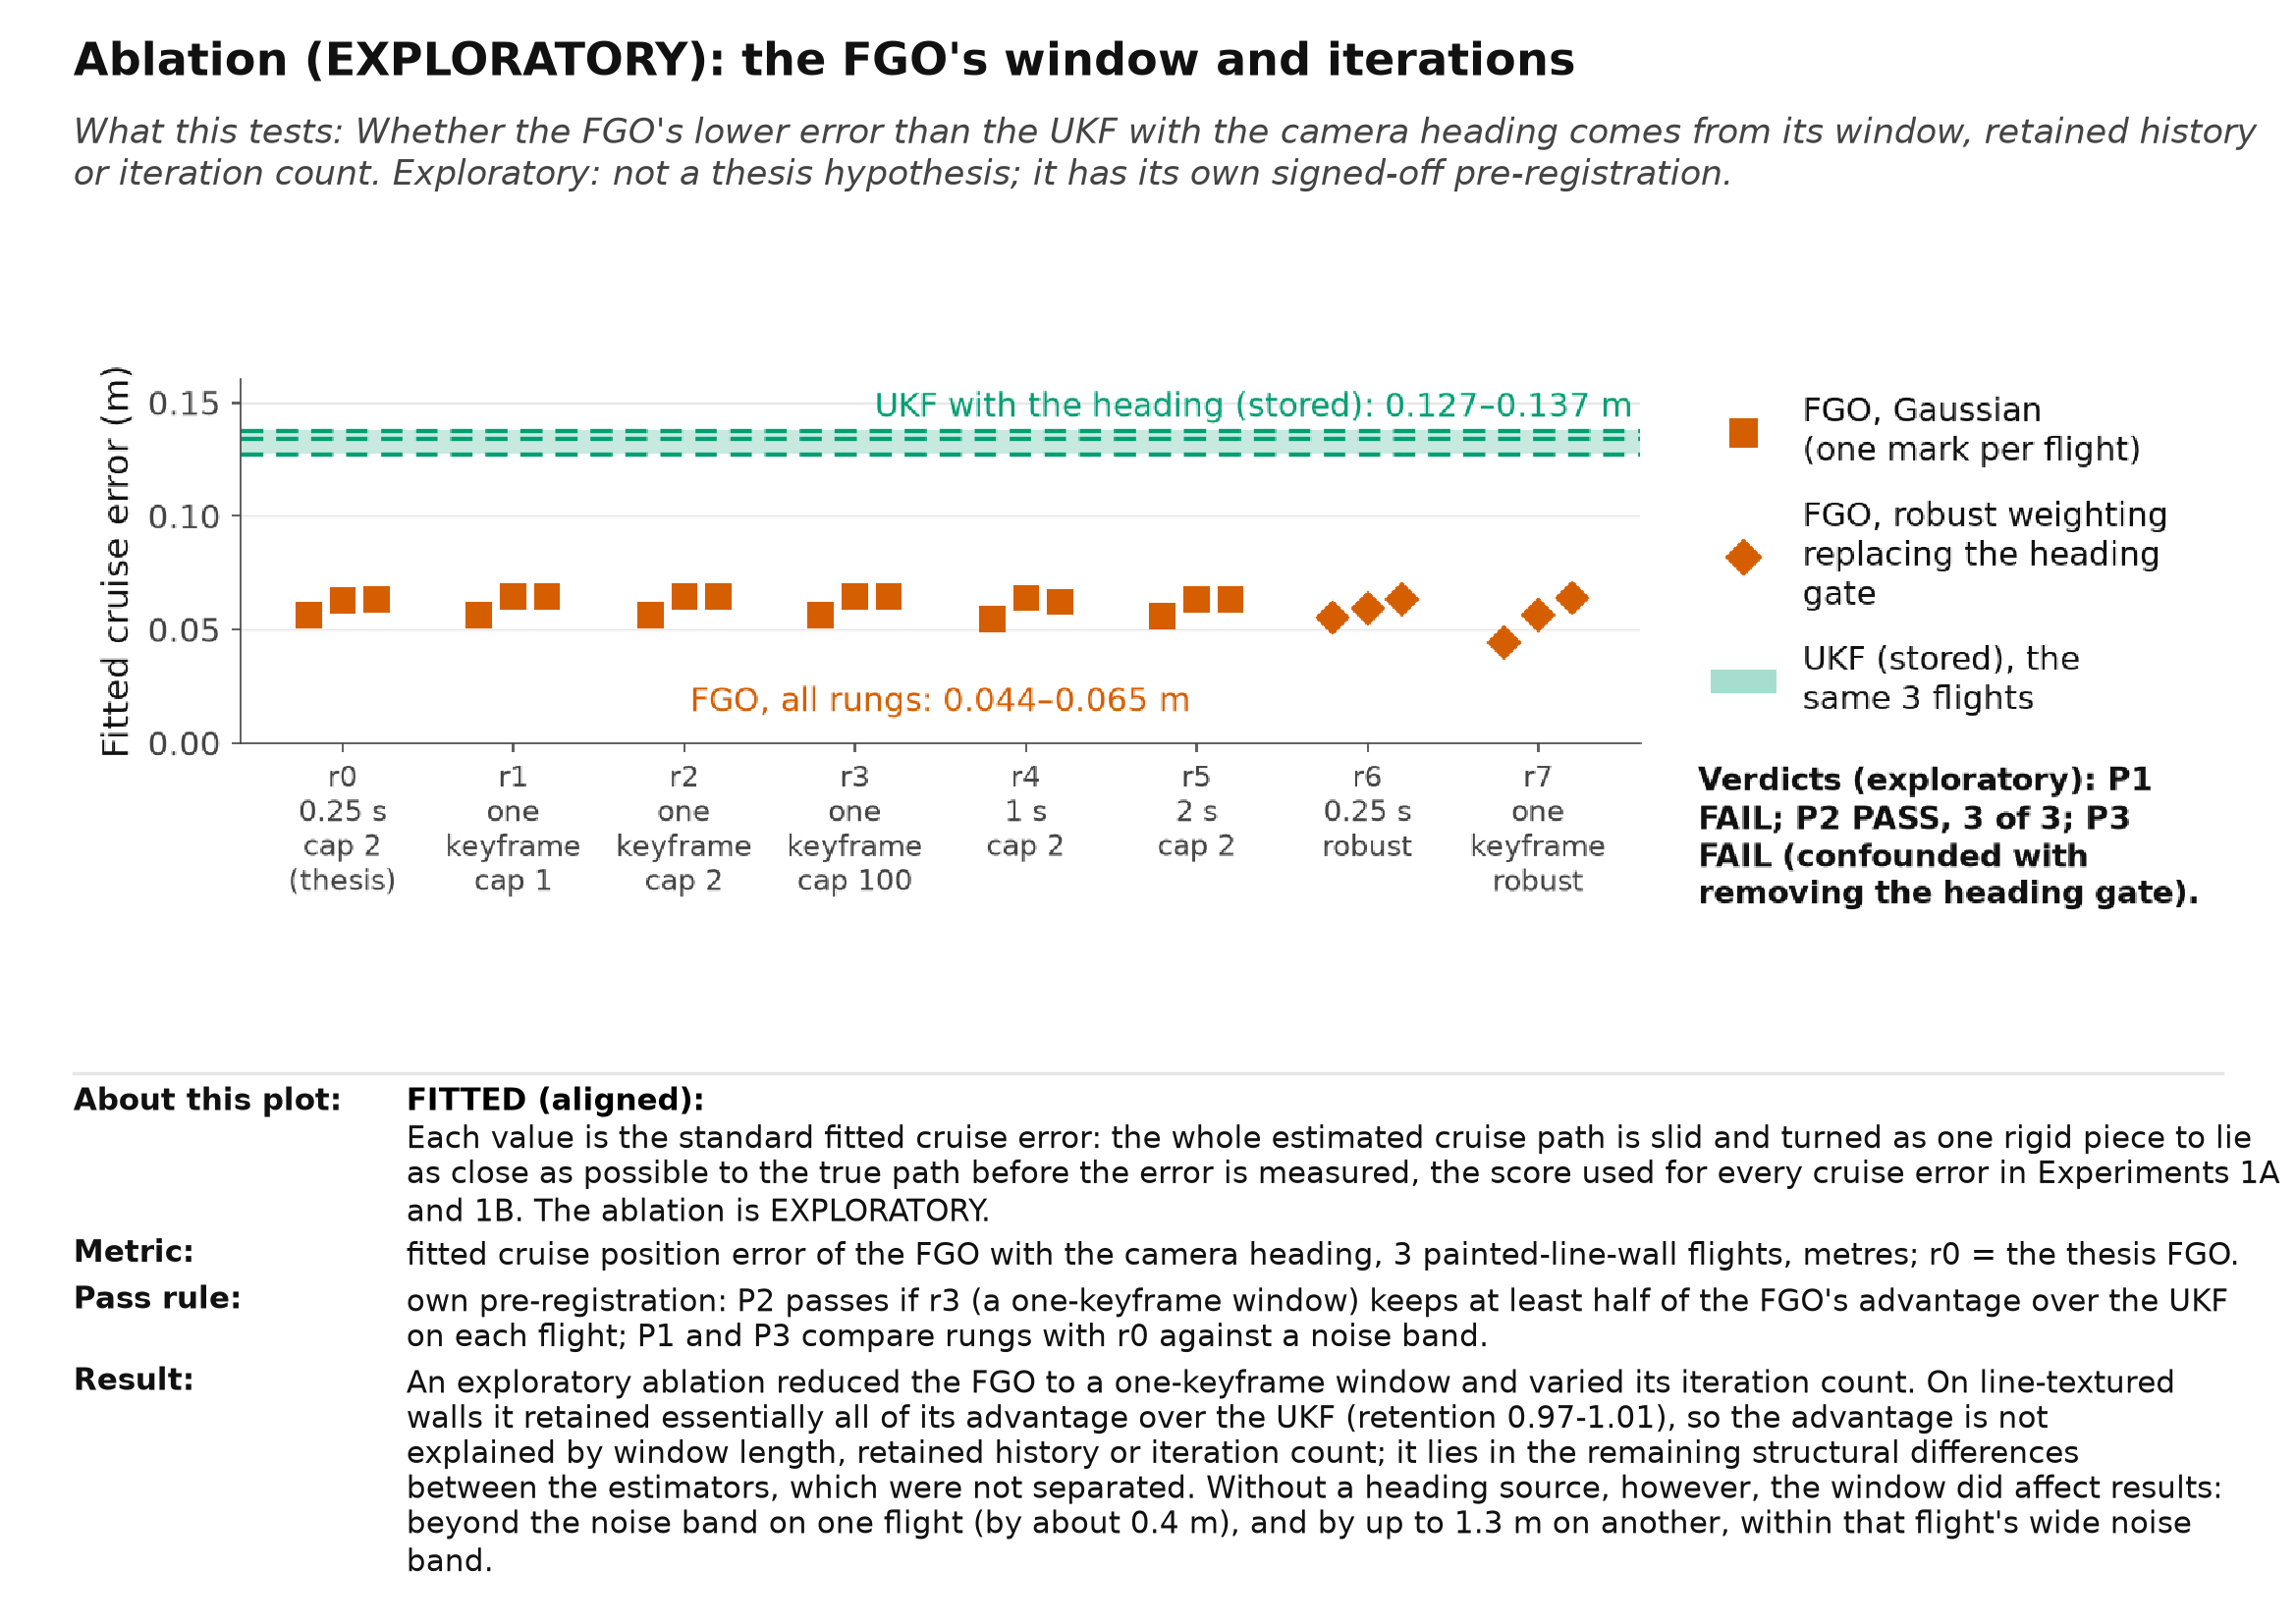 Ablation (EXPLORATORY): the FGO's window and iterations
What this tests: Whether the FGO's lower error than the UKF with the camera heading comes from its window, retained history
or iteration count. Exploratory: not a thesis hypothesis; it has its own signed-off pre-registration.
Fitted cruise error (m)
0.15
0.10
0.05
0.00
UKF with the heading (stored): 0.127–0.137 m
FGO, all rungs: 0.044–0.065 m
r0
0.25 s
cap 2
(thesis)
r1
one
keyframe
cap 1
r2
one
keyframe
cap 2
r3
one
keyframe
cap 100
r4
1 s
cap 2
r5
2 s
cap 2
r6
0.25 s
robust
r7
one
keyframe
robust
FGO, Gaussian
(one mark per flight)
FGO, robust weighting
replacing the heading
gate
UKF (stored), the
same 3 flights
Verdicts (exploratory): P1
FAIL; P2 PASS, 3 of 3; P3
FAIL (confounded with
removing the heading gate).
About this plot:
FITTED (aligned):
Each value is the standard fitted cruise error: the whole estimated cruise path is slid and turned as one rigid piece to lie
as close as possible to the true path before the error is measured, the score used for every cruise error in Experiments 1A
and 1B. The ablation is EXPLORATORY.
Metric:
fitted cruise position error of the FGO with the camera heading, 3 painted-line-wall flights, metres; r0 = the thesis FGO.
Pass rule:
own pre-registration: P2 passes if r3 (a one-keyframe window) keeps at least half of the FGO's advantage over the UKF
on each flight; P1 and P3 compare rungs with r0 against a noise band.
Result:
An exploratory ablation reduced the FGO to a one-keyframe window and varied its iteration count. On line-textured
walls it retained essentially all of its advantage over the UKF (retention 0.97-1.01), so the advantage is not
explained by window length, retained history or iteration count; it lies in the remaining structural differences
between the estimators, which were not separated. Without a heading source, however, the window did affect results:
beyond the noise band on one flight (by about 0.4 m), and by up to 1.3 m on another, within that flight's wide noise
band.